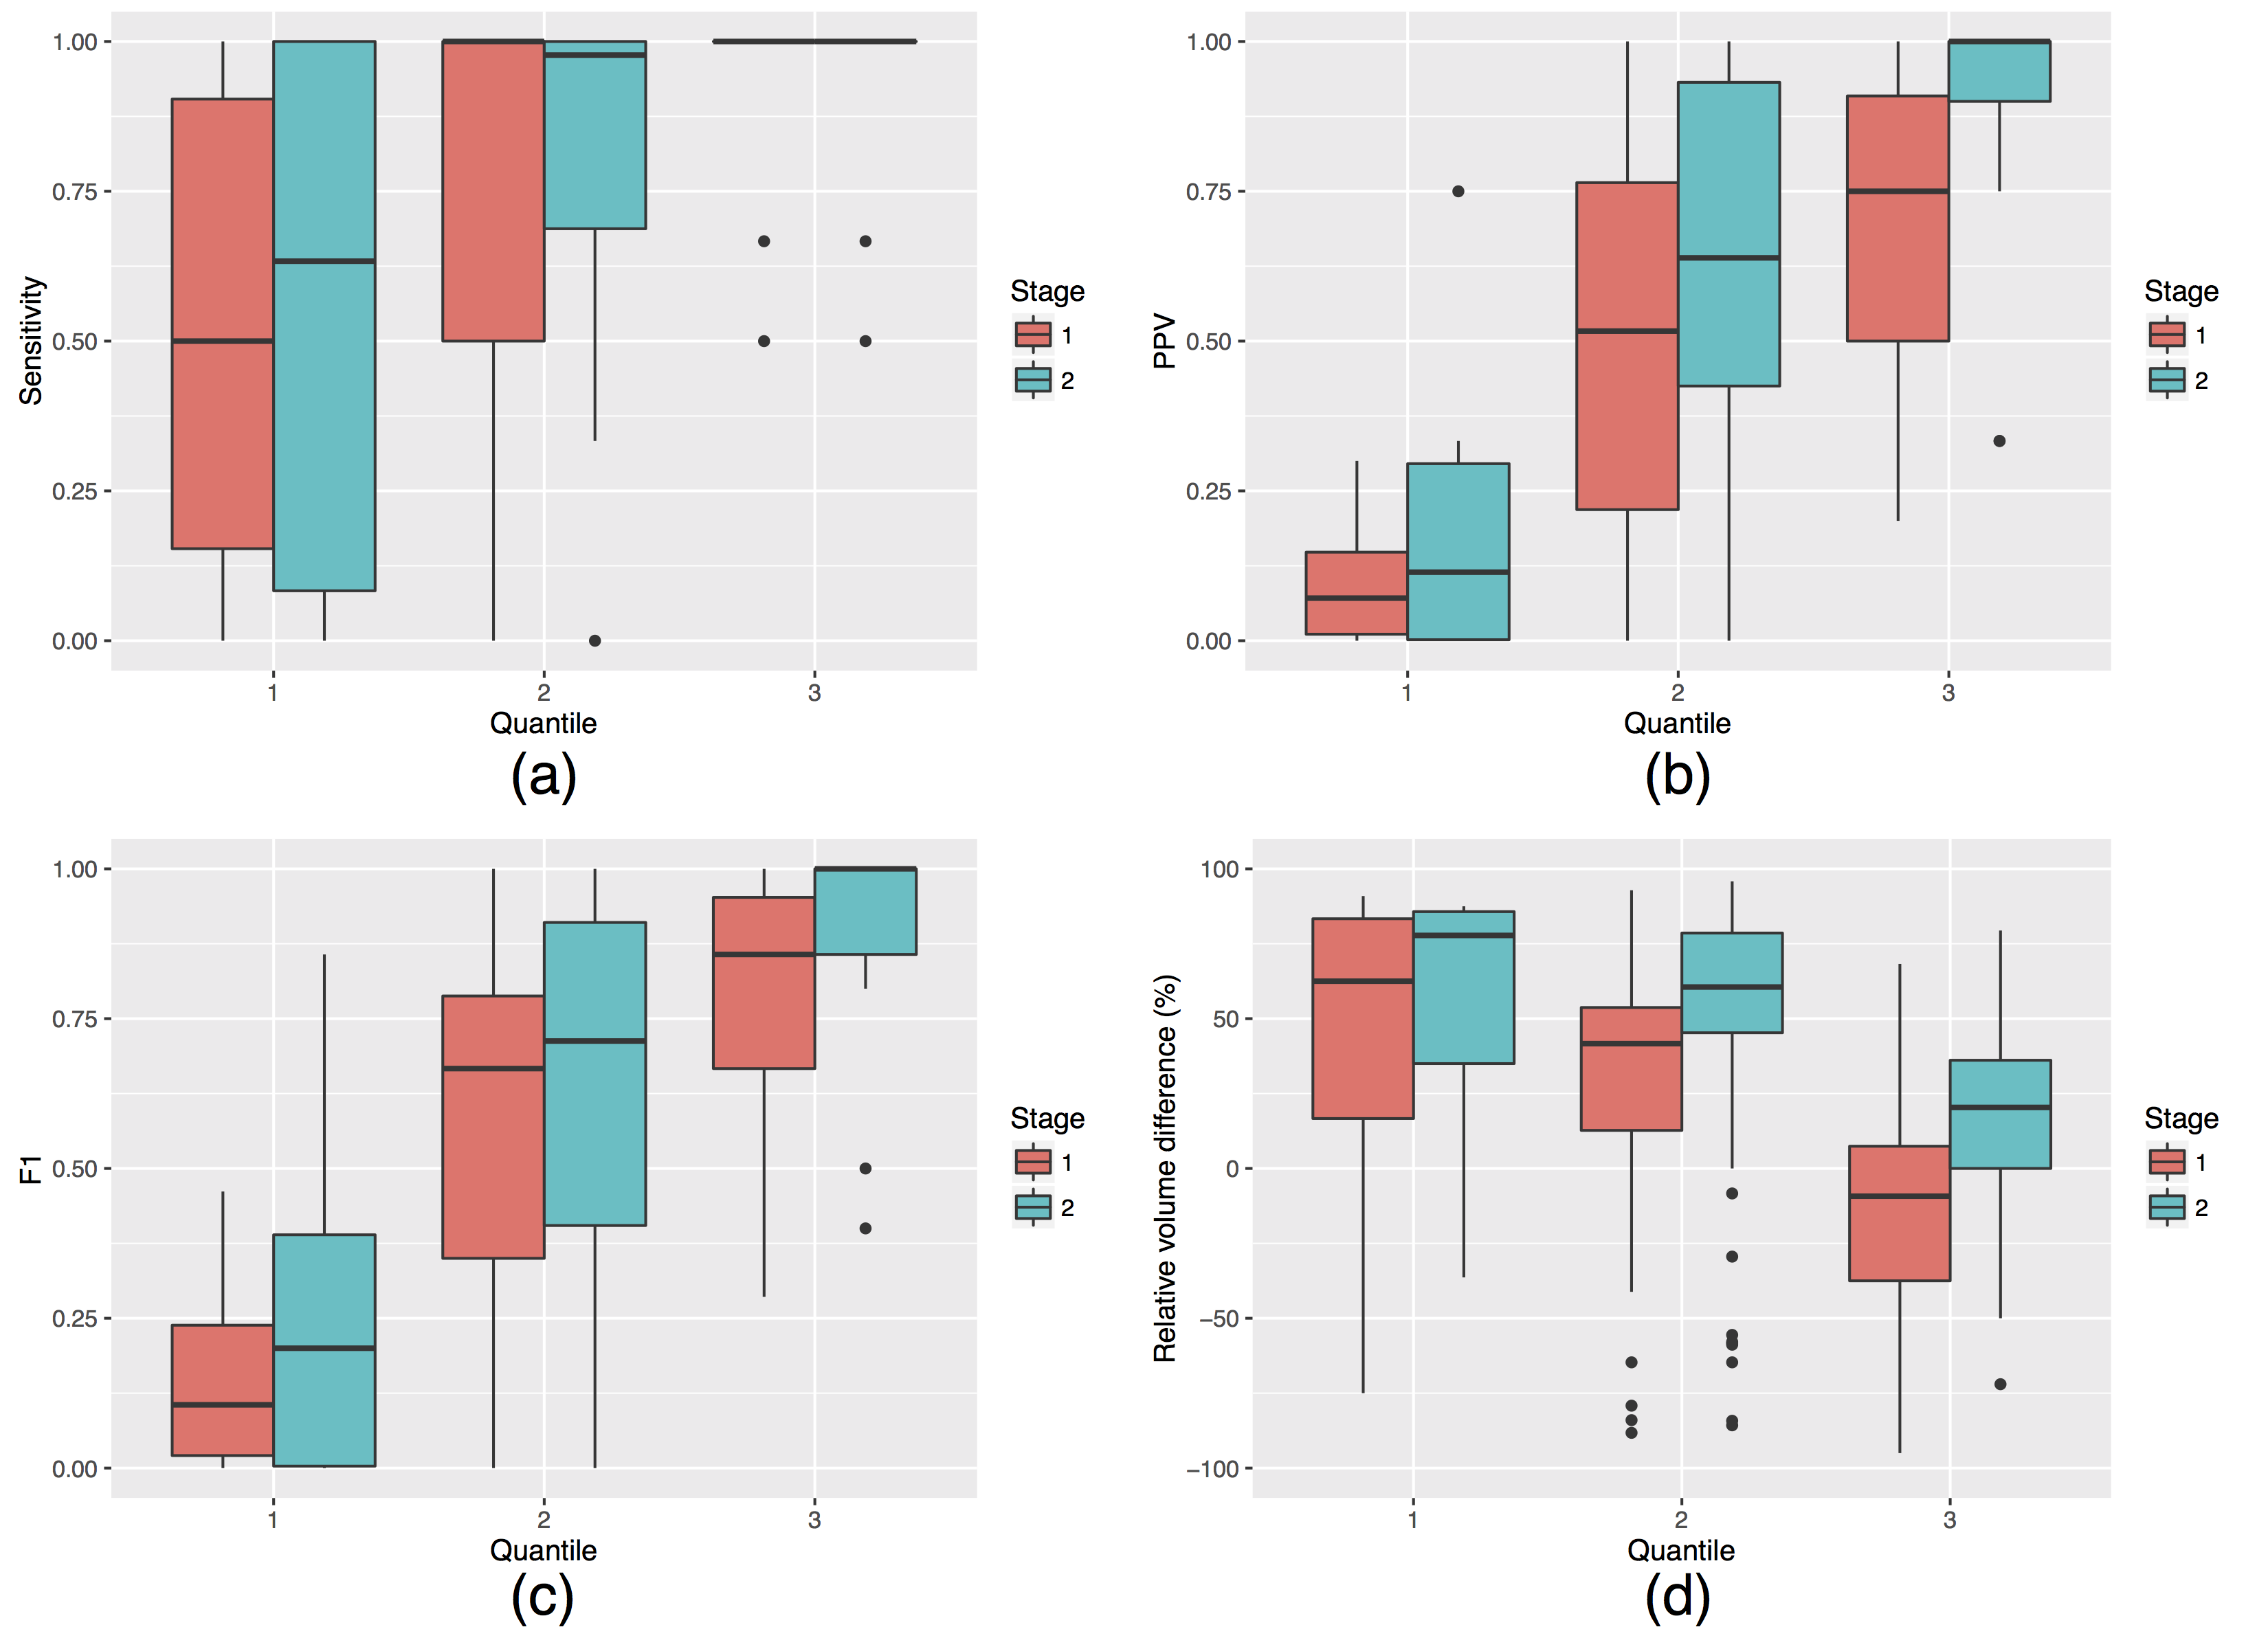 1.00
0.75
0.50
0.25
0.00
Sensitivity
1
2
3
Quantile
Stage
1
2
(a)
1.00
0.75
0.50
0.25
0.00
PPV
1
2
3
Quantile
Stage
1
2
(b)
1.00
0.75
0.50
0.25
0.00
F1
1
2
3
Quantile
Stage
1
2
(c)
100
50
0
−50
−100
Relative volume difference (%)
1
2
3
Quantile
Stage
1
2
(d)